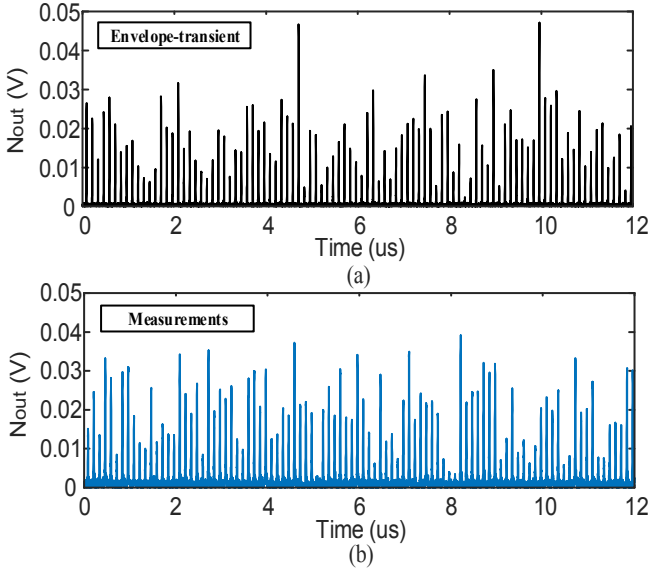 0.05
Envelope-transient
0.04
0.03
Nout (V)
0.02
0.01
0
0 2 4 6 8 10 12
Time (us)
(a)
0.05
Measurements
0.04
0.03
Nout (V)
0.02
0.01
0
0 2 4 6 8 10 12
Time (us)
(b)